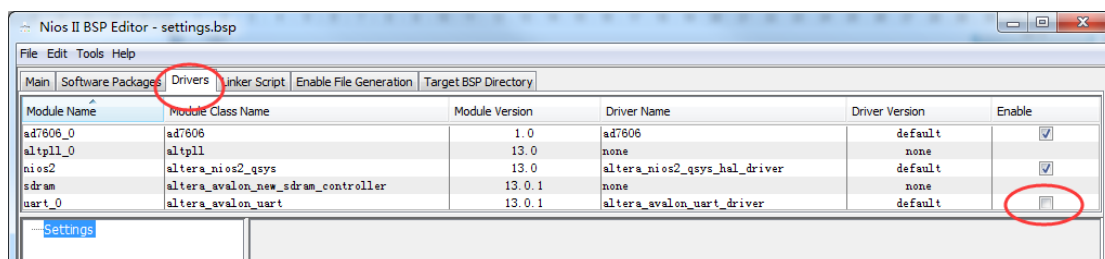 Nios II BSP Editor - settings.bsp
File Edit Tools Help
Main Software Packages Drivers Linker Script Enable File Generation Target BSP Directory
Module Name Module Class Name Module Version Driver Name Driver Version Enable
ad7606_0 ad7606 1.0 ad7606 default
altpll_0 altpll 13.0 none none
nios2 altera_nios2_qsys 13.0 altera_nios2_qsys_hal_driver default
sdram altera_avalon_new_sdram_controller 13.0.1 none none
uart_0 altera_avalon_uart 13.0.1 altera_avalon_uart_driver default
Settings